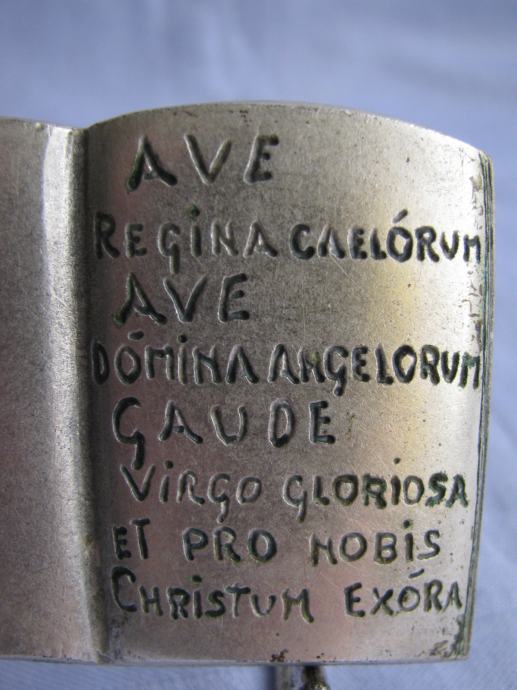 AVE
REGiNA CAELÓRUM
AVE
DÓMiNA ANGELORUM
GAUDE
ViRGO GLORiOSA
ET PRO NOBiS
CHRiSTUM EXÓRA